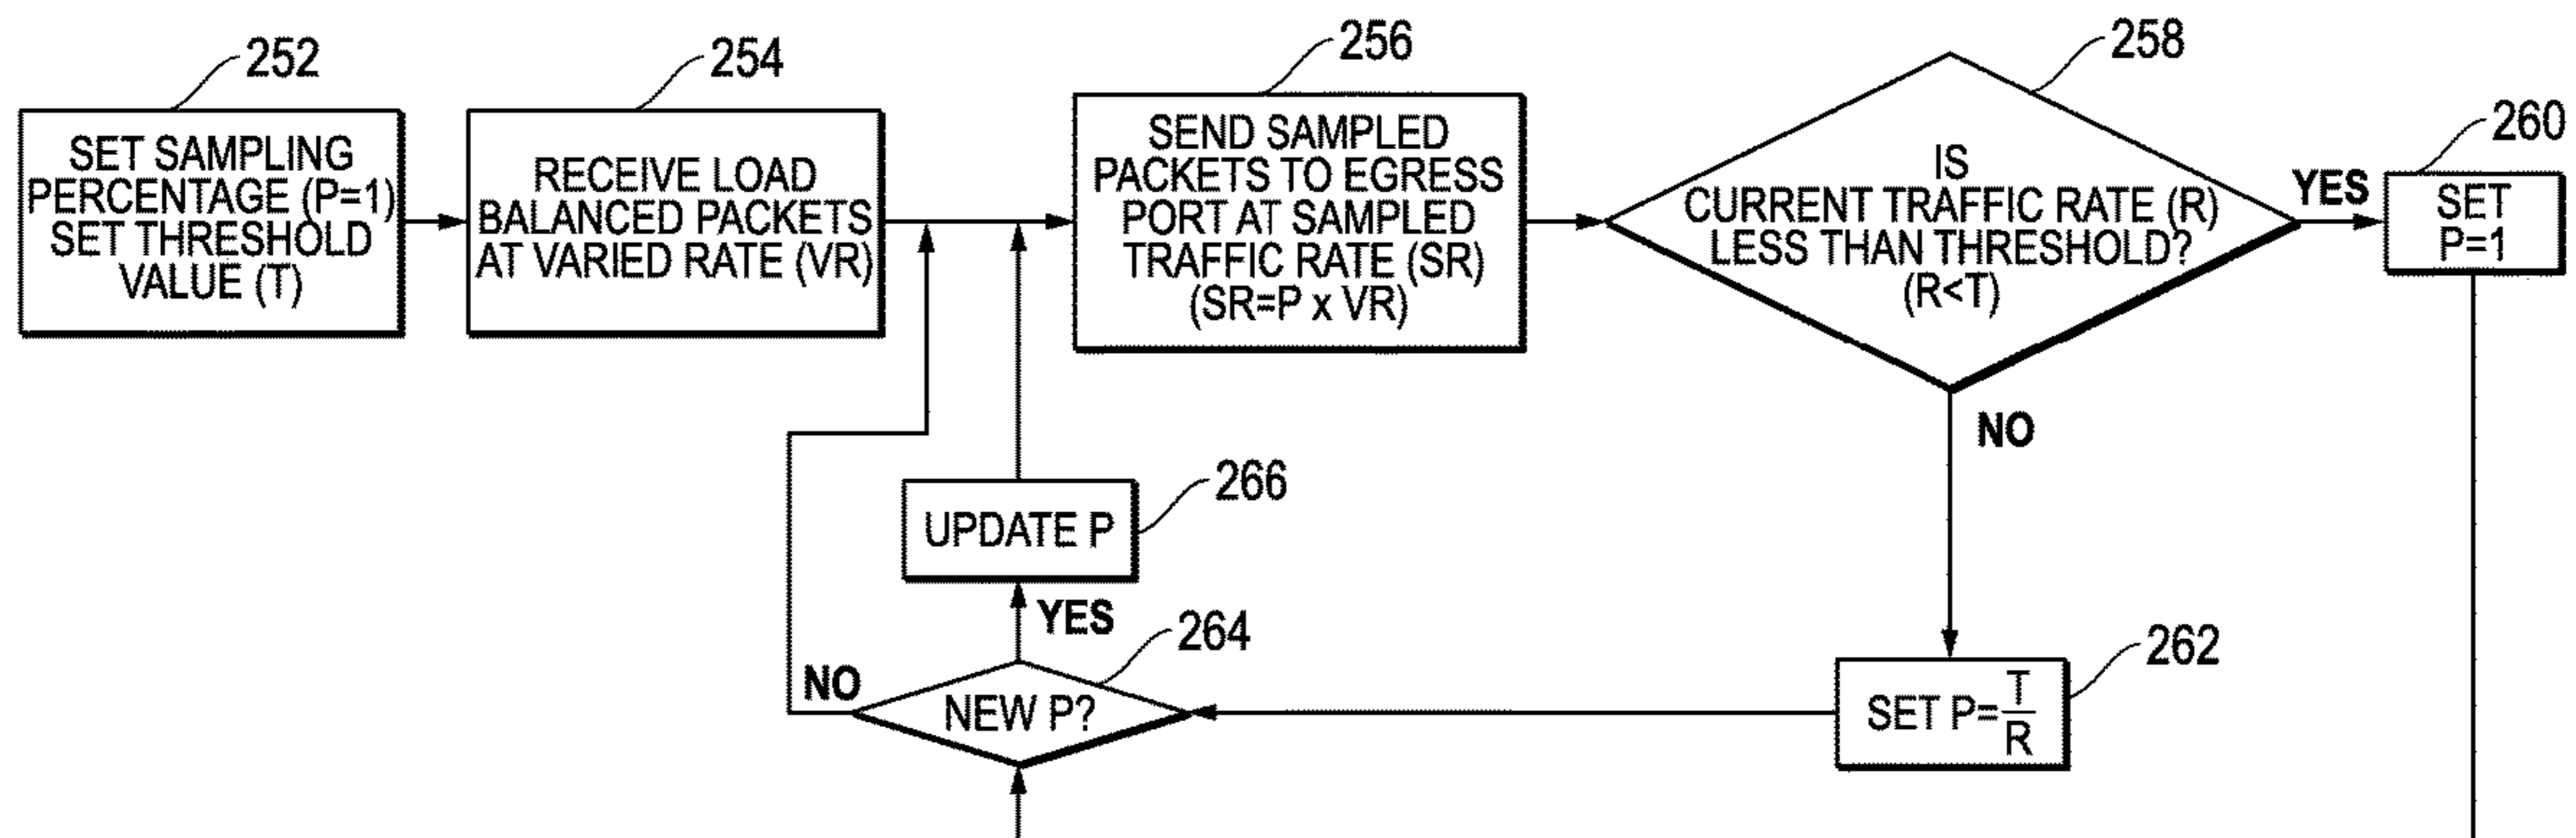 252
SET SAMPLING
PERCENTAGE (P=1)
SET THRESHOLD
VALUE (T)
254
RECEIVE LOAD
BALANCED PACKETS
AT VARIED RATE (VR)
256
SEND SAMPLED
PACKETS TO EGRESS
PORT AT SAMPLED
TRAFFIC RATE (SR)
(SR=P x VR)
258
IS
CURRENT TRAFFIC RATE (R)
LESS THAN THRESHOLD?
(R<T)
YES
260
SET
P=1
NO
262
SET P=T/R
264
NEW P?
NO
YES
266
UPDATE P